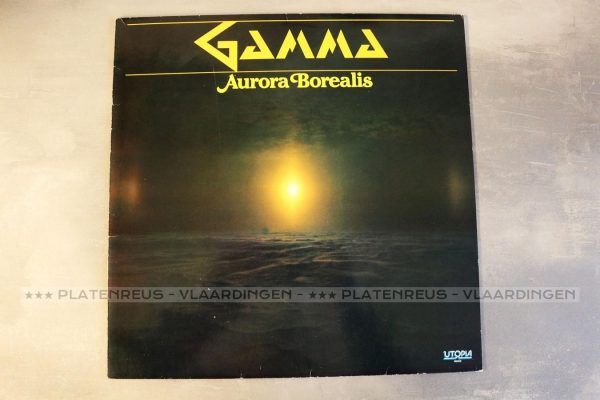 GAMMA
Aurora Borealis
★★★ PLATENREUS - VLAARDINGEN - ★★★ PLATENREUS - VLAARDINGEN
UTOPIA